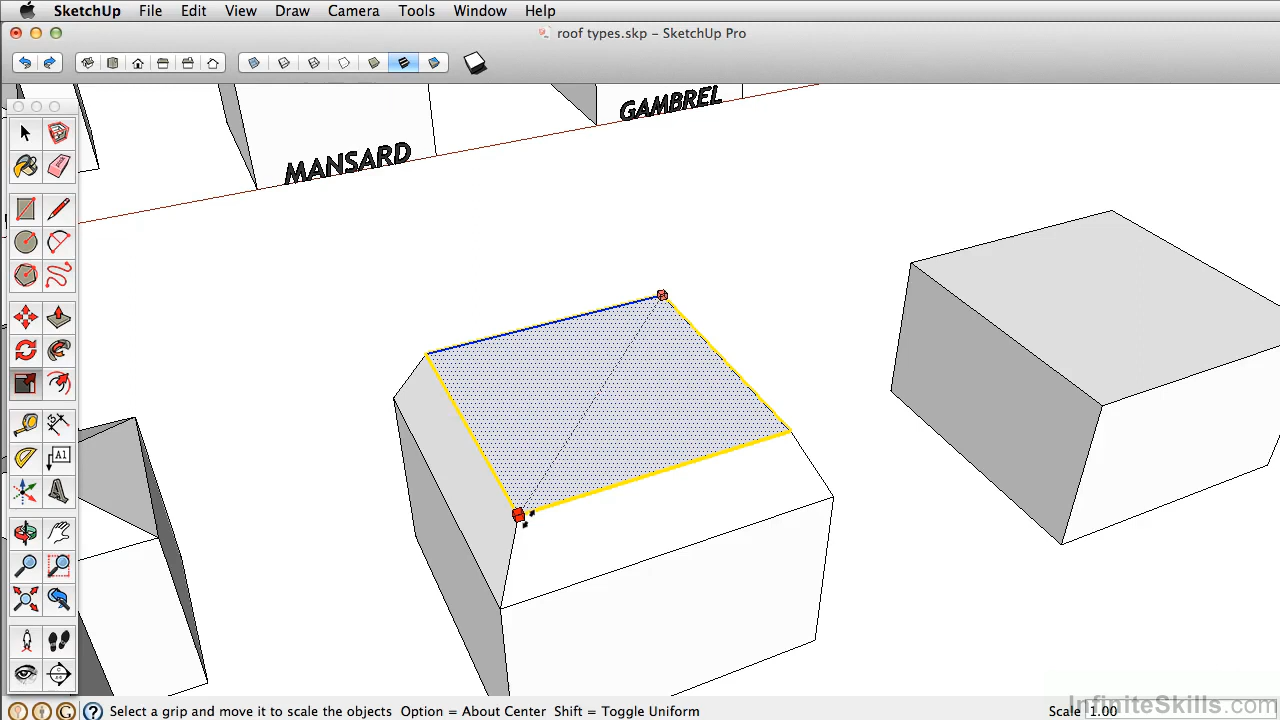 SketchUp File Edit View Draw Camera Tools Window Help
roof types.skp – SketchUp Pro
GAMBREL
MANSARD
A1
Select a grip and move it to scale the objects Option = About Center Shift = Toggle Uniform
Scale 1.00
InfiniteSkills.com